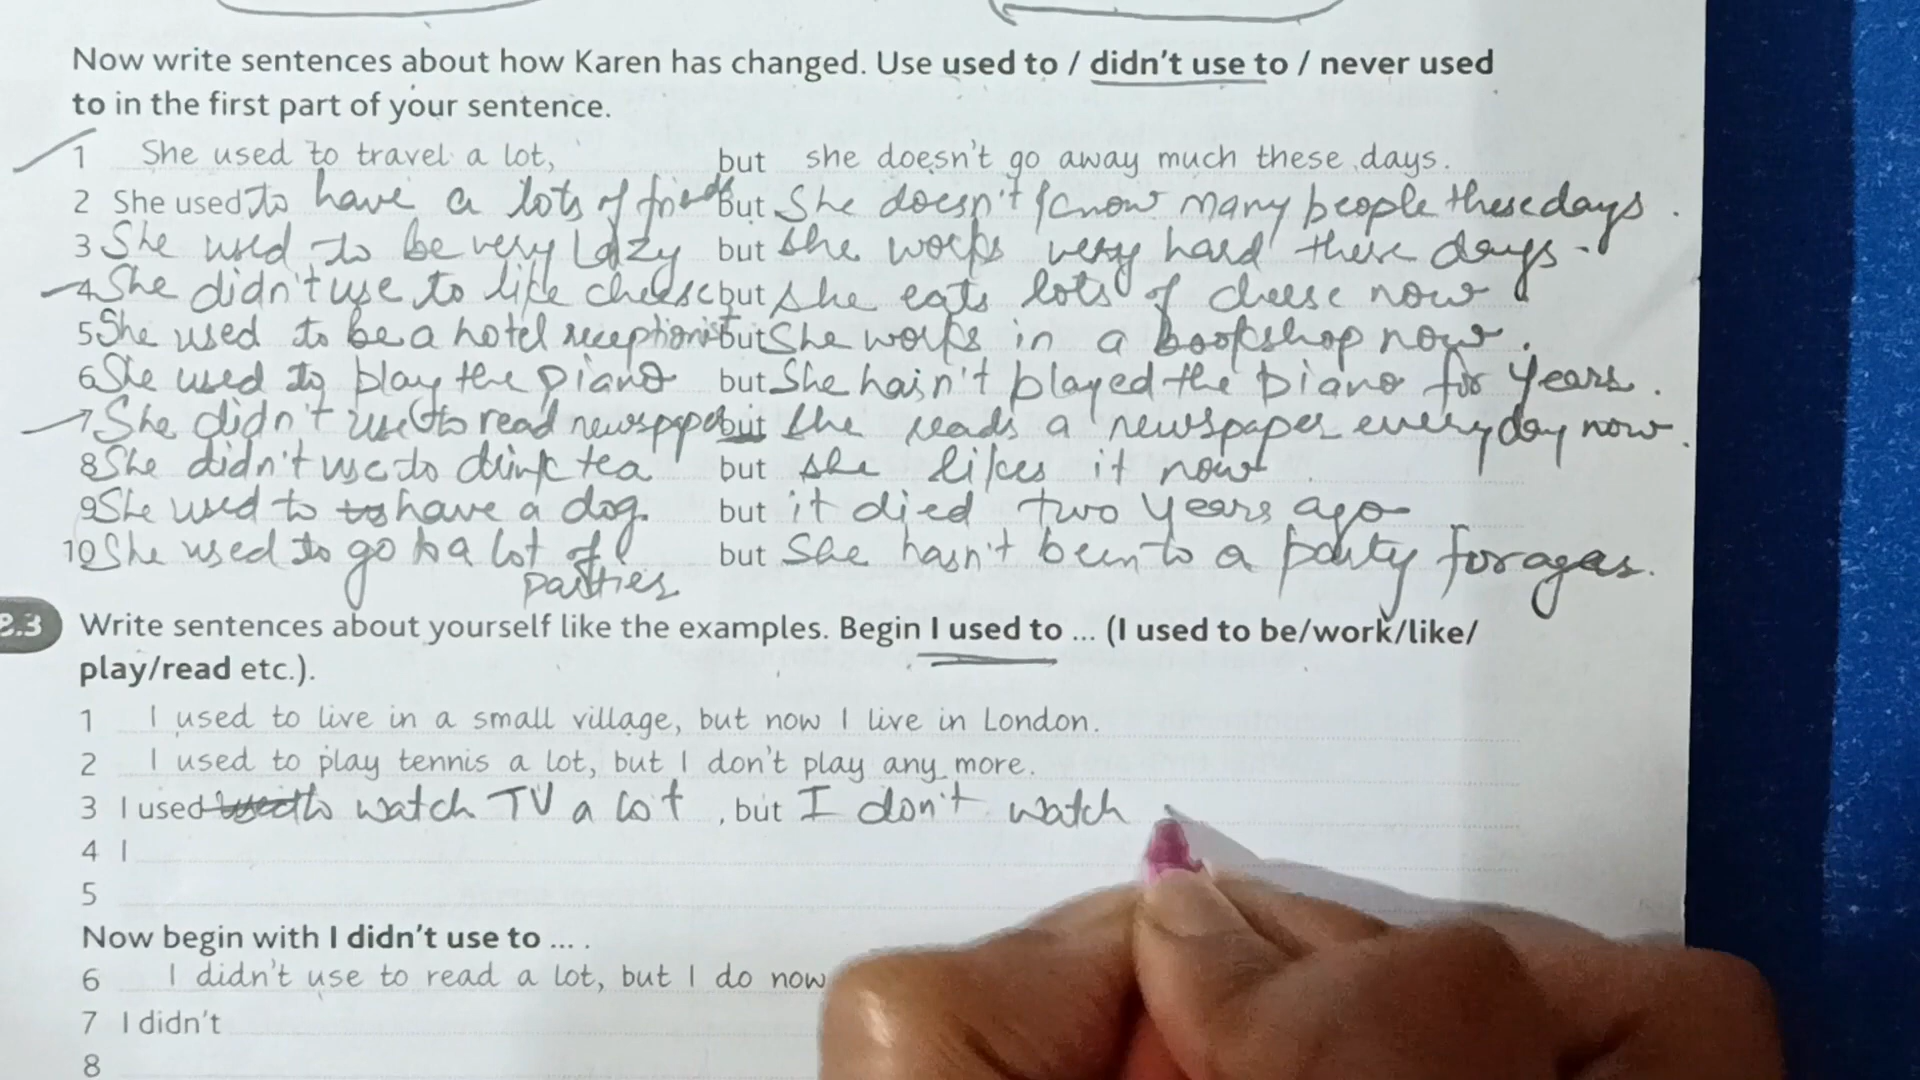 Now write sentences about how Karen has changed. Use used to / didn't use to / never used
to in the first part of your sentence.
1 She used to travel a lot, but she doesn't go away much these days.
2 She used to have a lots of friends but She doesn't know many people these days.
3 She used to be very Lazy but she works very hard these days.
4 She didn't use to like cheese but she eats lots of cheese now
5 She used to be a hotel receptionist but She works in a bookshop now.
6 She used to play the piano but She hasn't played the piano for years.
7 She didn't use to read newspaper but she reads a newspaper every day now.
8 She didn't use to drink tea but she likes it now
9 She used to to have a dog. but it died two years ago
10 She used to go to a lot of but She hasn't been to a party for ages.
parties
2.3 Write sentences about yourself like the examples. Begin I used to ... (I used to be/work/like/
play/read etc.).
1 I used to live in a small village, but now I live in London.
2 I used to play tennis a lot, but I don't play any more.
3 I used to watch TV a lot , but I don't watch
4 I
5
Now begin with I didn't use to ... .
6 I didn't use to read a lot, but I do now
7 I didn't
8